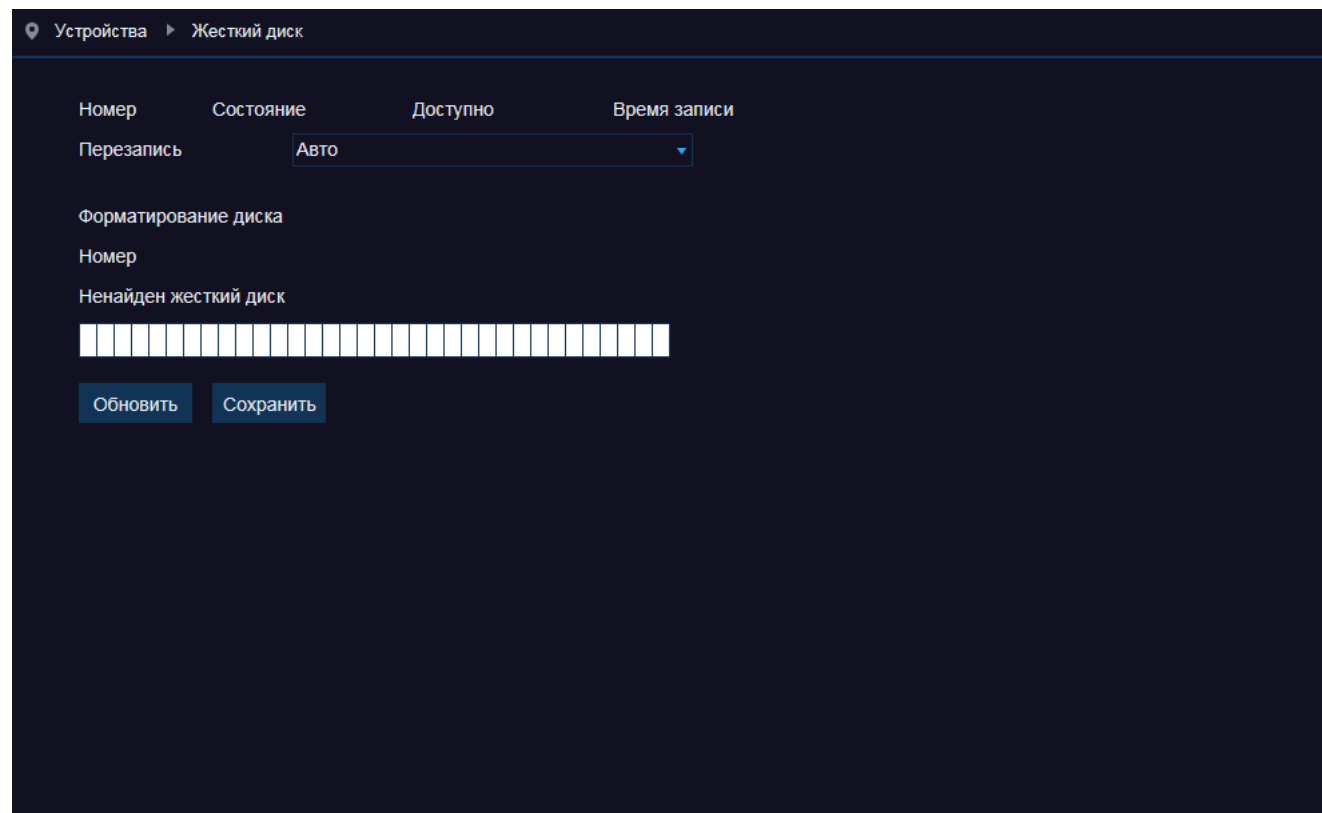 Устройства Жесткий диск
Номер Состояние Доступно Время записи
Перезапись Авто
Форматирование диска
Номер
Ненайден жесткий диск
Обновить Сохранить